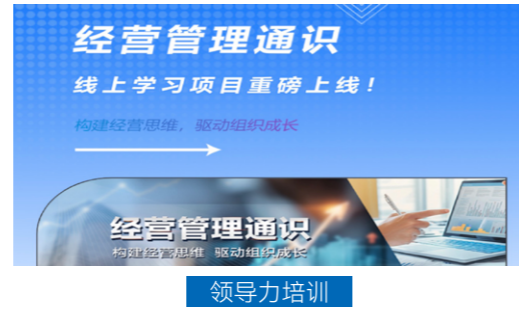 经营管理通识
线上学习项目重磅上线！
构建经营思维，驱动组织成长
经营管理通识
构建经营思维 驱动组织成长
领导力培训